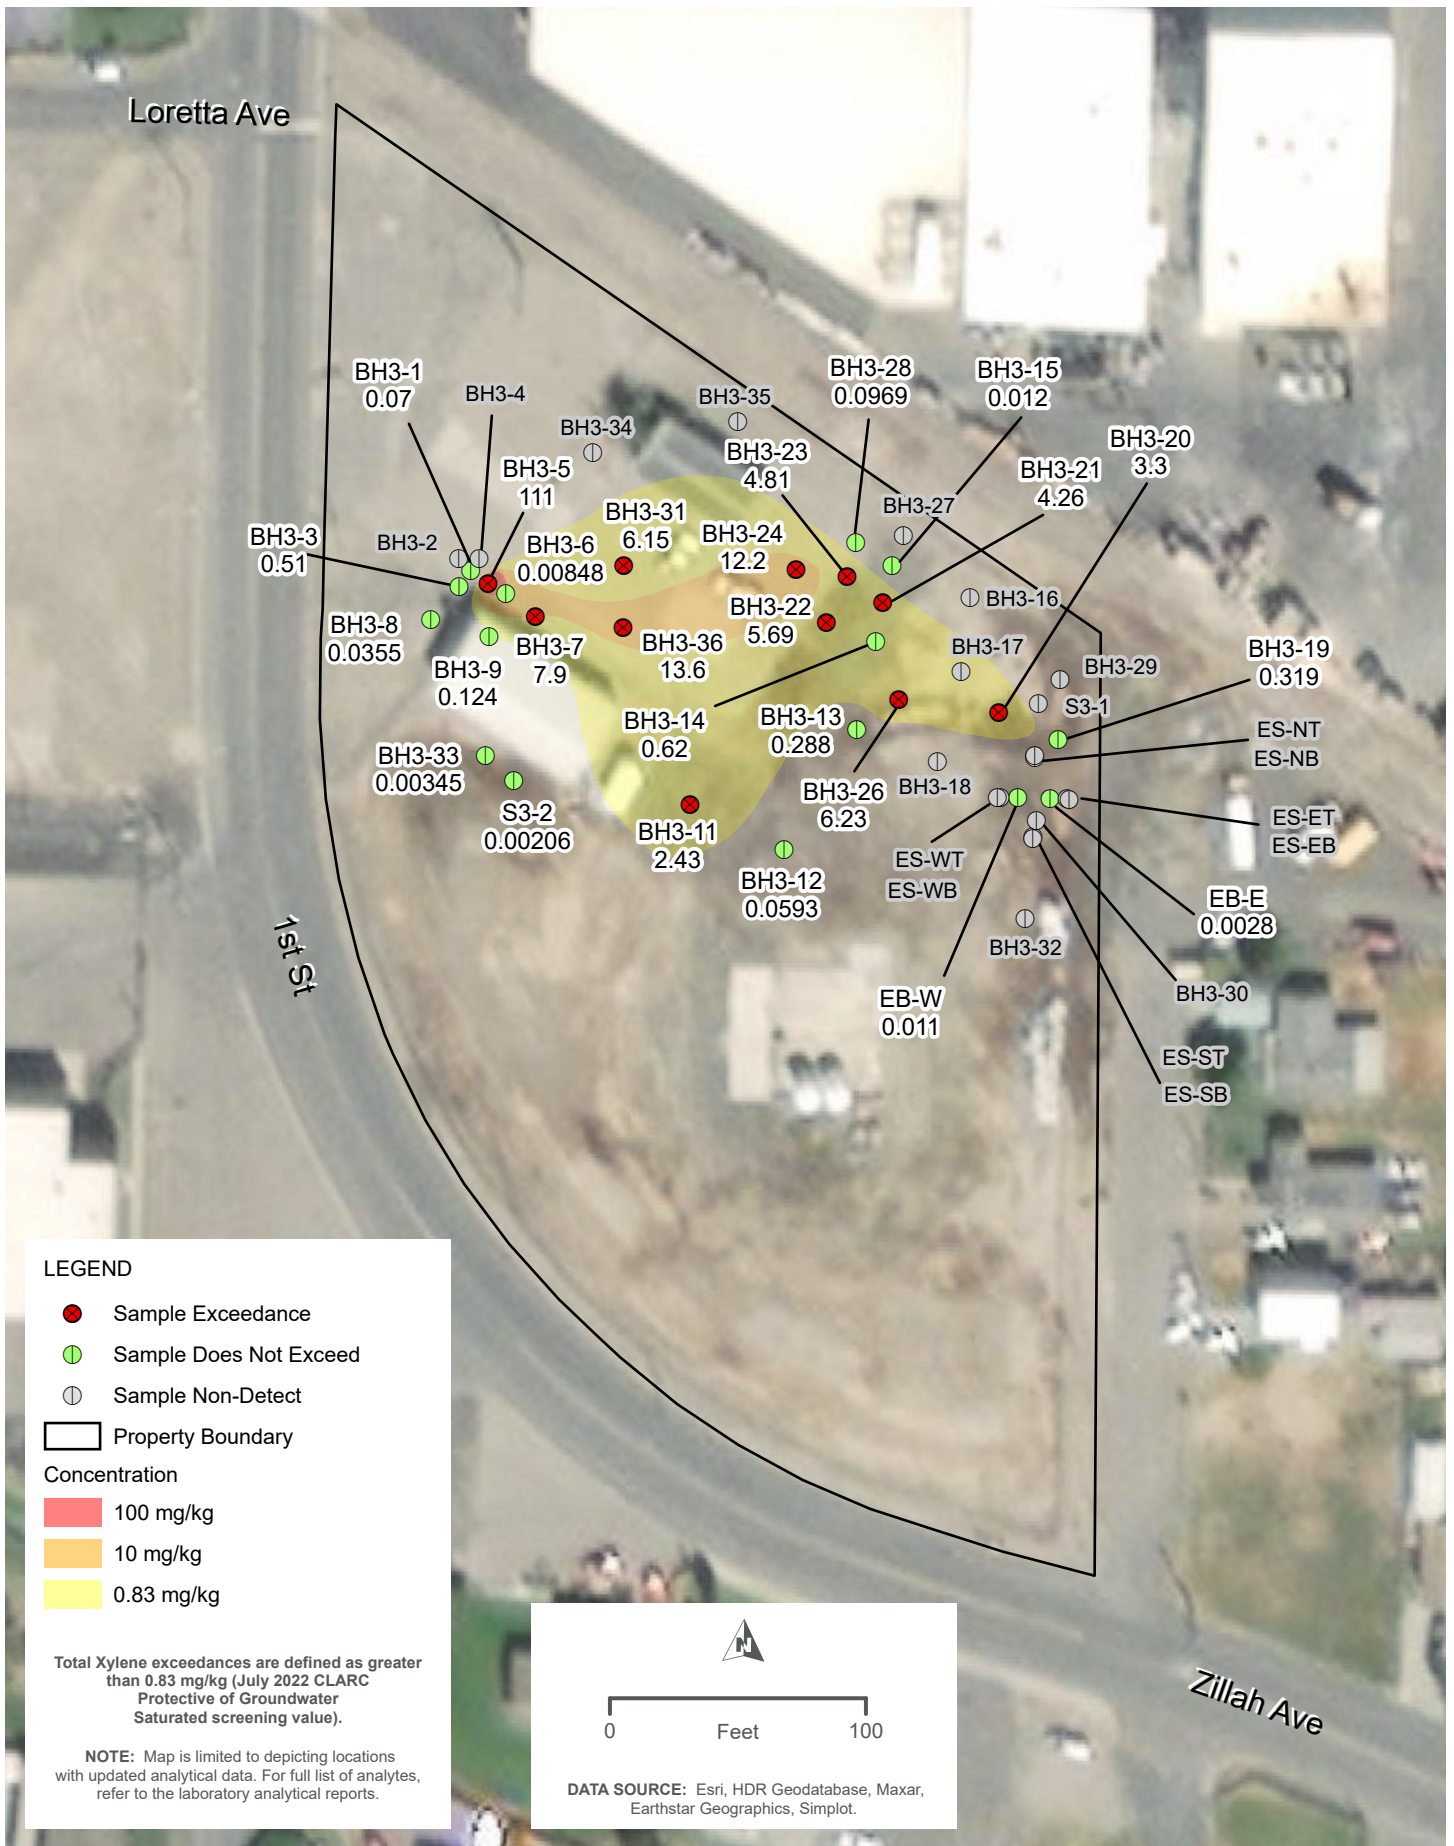 Loretta Ave
BH3-1
0.07
BH3-4
BH3-34
BH3-35
BH3-28
0.0969
BH3-15
0.012
BH3-20
3.3
BH3-23
4.81
BH3-21
4.26
BH3-5
111
BH3-27
BH3-31
6.15
BH3-24
12.2
BH3-3
0.51
BH3-2
BH3-6
0.00848
BH3-16
BH3-8
0.0355
BH3-22
5.69
BH3-7
7.9
BH3-36
13.6
BH3-17
BH3-9
0.124
BH3-29
BH3-19
0.319
S3-1
BH3-14
0.62
BH3-13
0.288
ES-NT
ES-NB
BH3-33
0.00345
BH3-18
BH3-26
6.23
S3-2
0.00206
BH3-11
2.43
ES-ET
ES-EB
ES-WT
ES-WB
BH3-12
0.0593
EB-E
0.0028
BH3-32
1st St
BH3-30
EB-W
0.011
ES-ST
ES-SB
LEGEND
Sample Exceedance
Sample Does Not Exceed
Sample Non-Detect
Property Boundary
Concentration
100 mg/kg
10 mg/kg
0.83 mg/kg
Total Xylene exceedances are defined as greater
than 0.83 mg/kg (July 2022 CLARC
Protective of Groundwater
Saturated screening value).
NOTE: Map is limited to depicting locations
with updated analytical data. For full list of analytes,
refer to the laboratory analytical reports.
N
0 Feet 100
DATA SOURCE: Esri, HDR Geodatabase, Maxar,
Earthstar Geographics, Simplot.
Zillah Ave